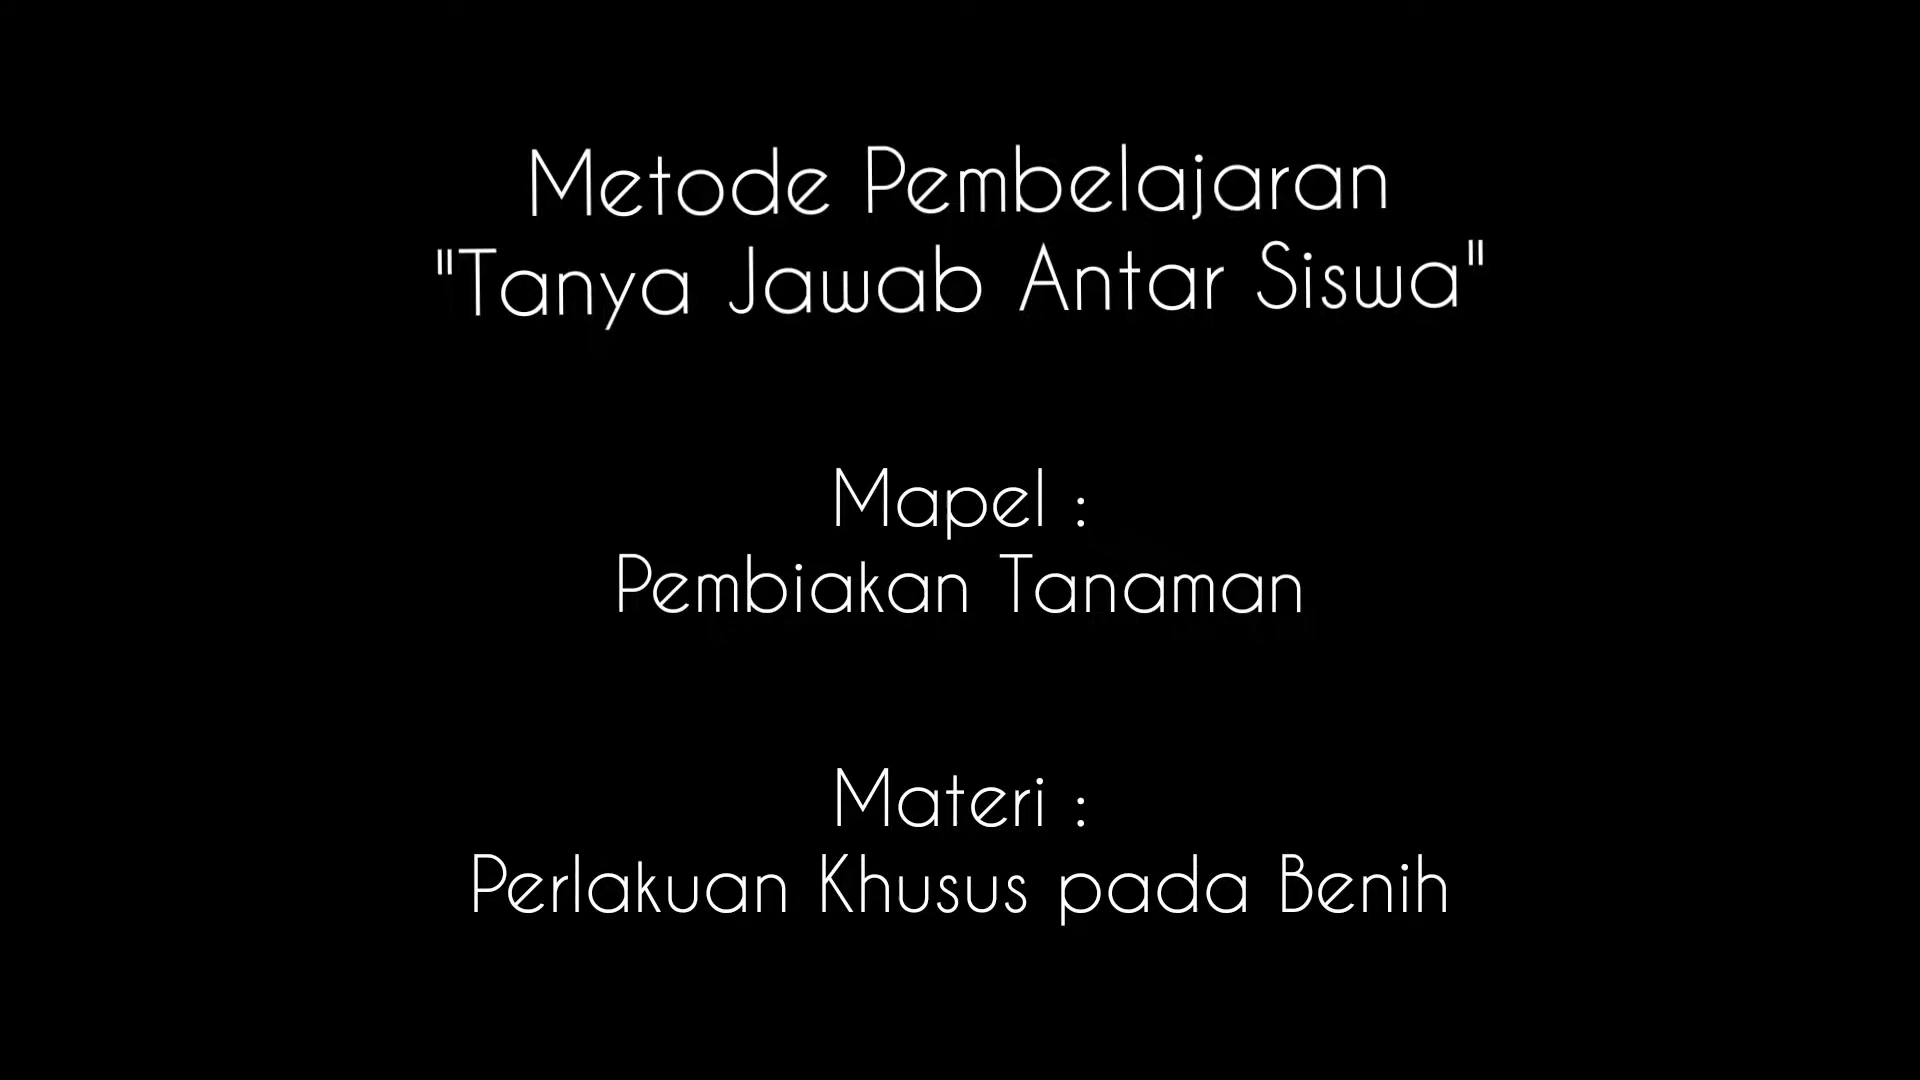 Metode Pembelajaran
"Tanya Jawab Antar Siswa"
Mapel :
Pembiakan Tanaman
Materi :
Perlakuan Khusus pada Benih